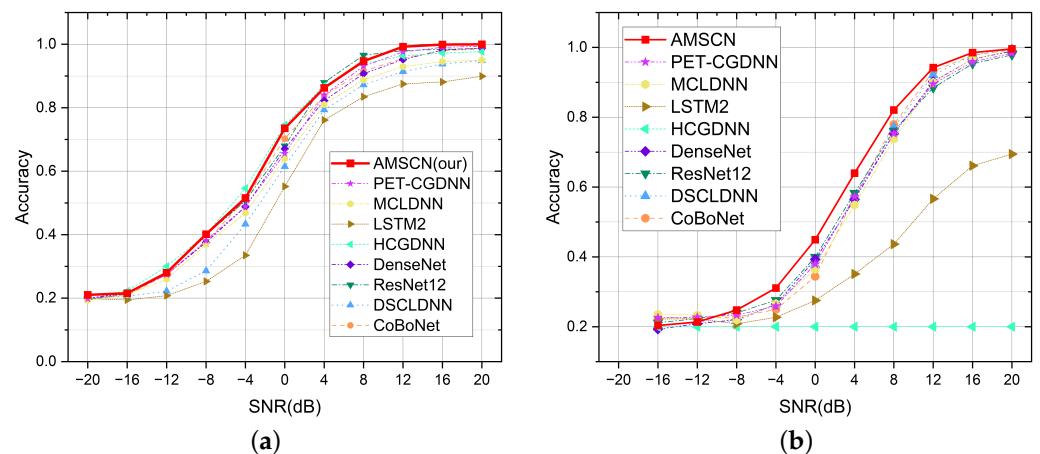 1.0
0.8
0.6
0.4
0.2
0.0
Accuracy
−20 −16 −12 −8 −4 0 4 8 12 16 20
SNR(dB)
AMSCN(our)
PET-CGDNN
MCLDNN
LSTM2
HCGDNN
DenseNet
ResNet12
DSCLDNN
CoBoNet
(a)
1.0
0.8
0.6
0.4
0.2
Accuracy
−20 −16 −12 −8 −4 0 4 8 12 16 20
SNR(dB)
AMSCN
PET-CGDNN
MCLDNN
LSTM2
HCGDNN
DenseNet
ResNet12
DSCLDNN
CoBoNet
(b)